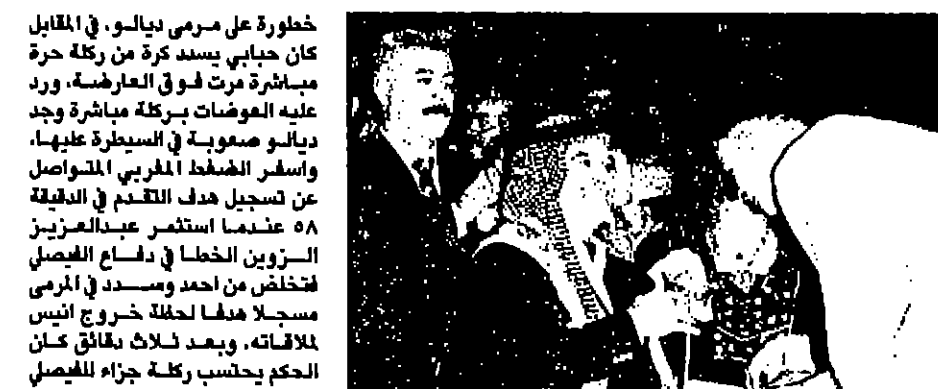 خطورة على مرمى ديالو. في المقابل
كان حبابي يسدد كرة من ركلة حرة
مباشرة مرت فوق العارضة، ورد
عليه العوضات بركلة مباشرة وجد
ديالو صعوبة في السيطرة عليها،
واسفر الضغط المغربي المتواصل
عن تسجيل هدف التقدم في الدقيقة
٥٨ عندما استثمر عبدالعزيز
الزوين الخطأ في دفاع الفيصلي
فتخلص من احمد وسدد في المرمى
مسجلا هدفا لحظة خروج انيس
لملاقاته. وبعد ثلاث دقائق كان
الحكم يحتسب ركلة جزاء للفيصلي